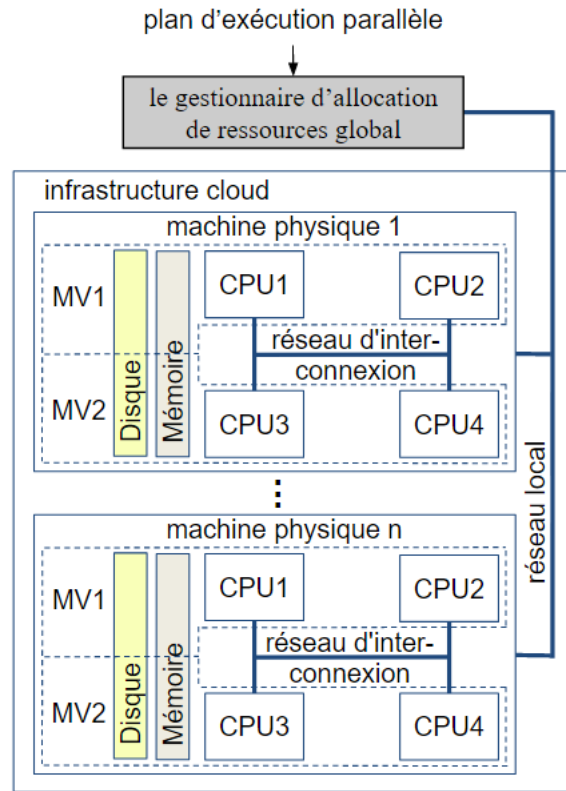 plan d'exécution parallèle
le gestionnaire d'allocation
de ressources global
infrastructure cloud
machine physique 1
MV1
MV2
Disque
Mémoire
CPU1
CPU2
réseau d'inter-
connexion
CPU3
CPU4
⋮
machine physique n
MV1
MV2
Disque
Mémoire
CPU1
CPU2
réseau d'inter-
connexion
CPU3
CPU4
réseau local